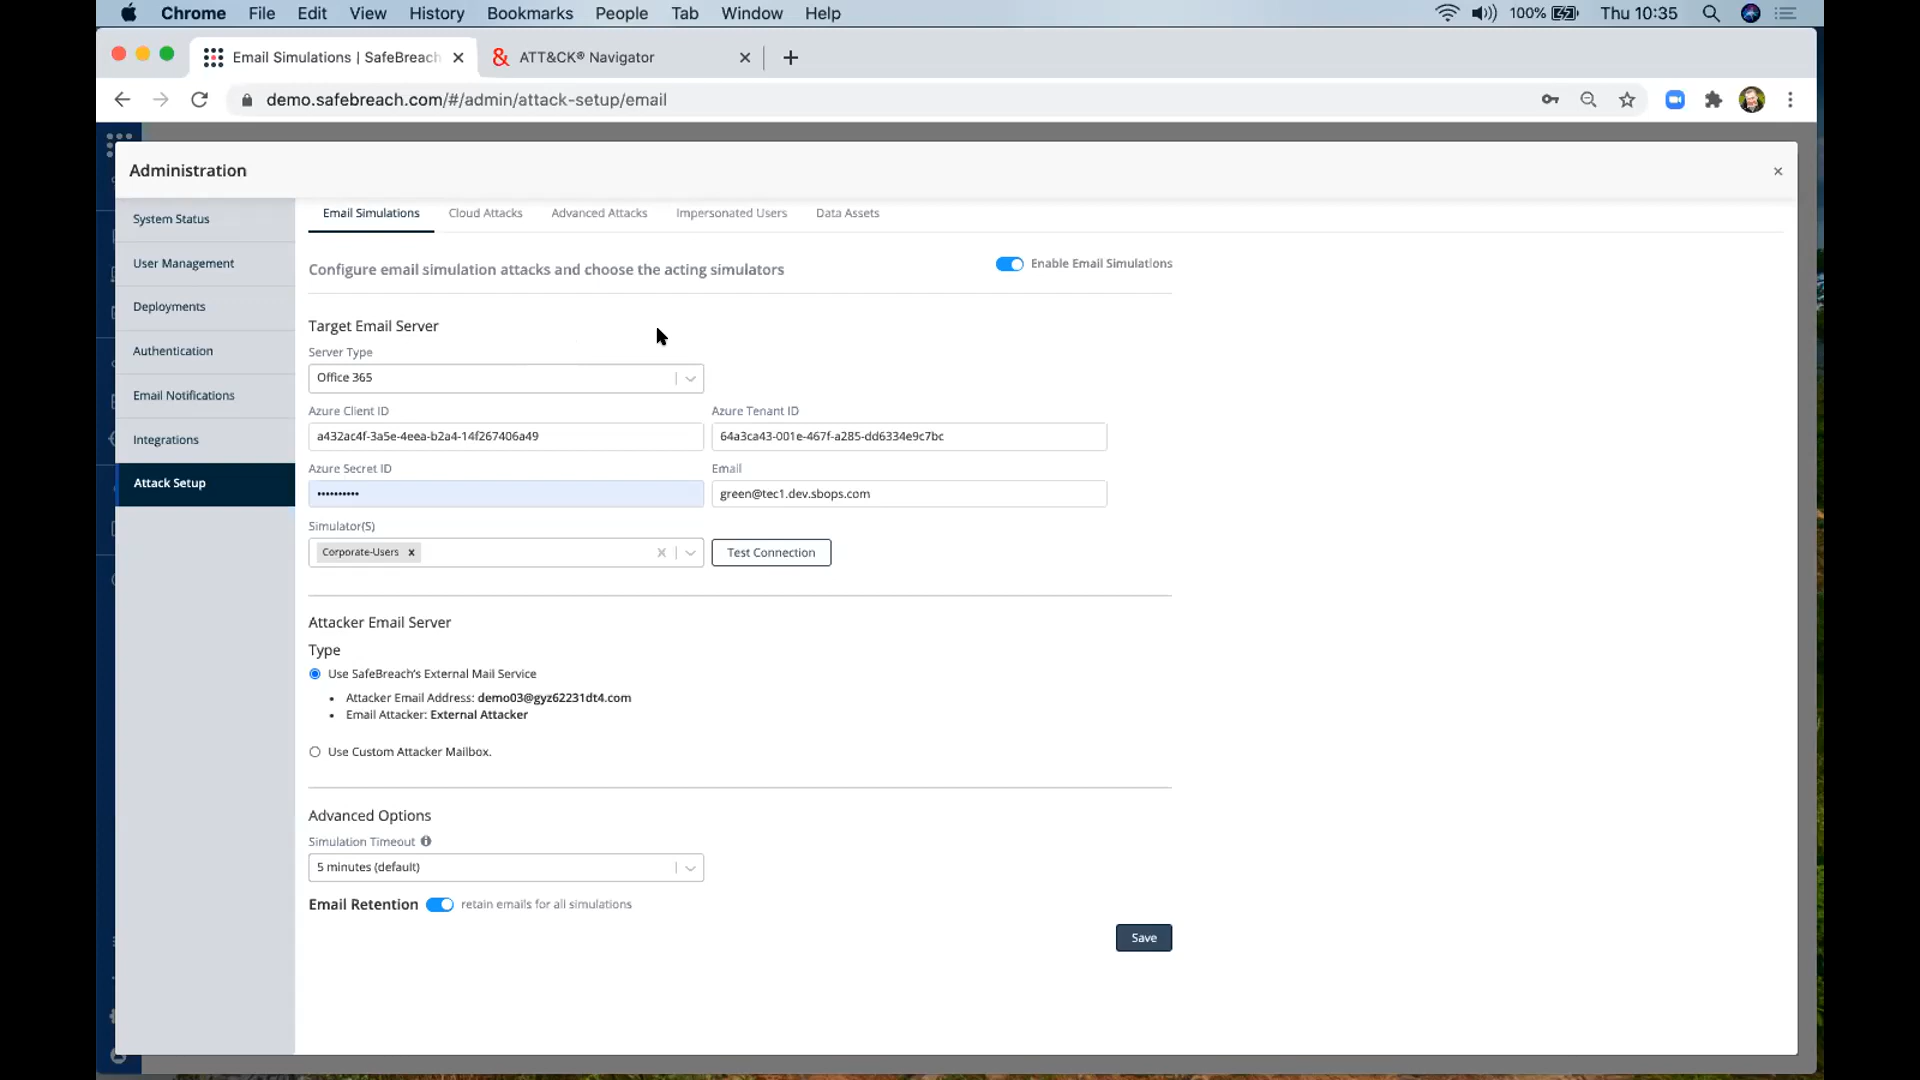 Chrome File Edit View History Bookmarks People Tab Window Help 100% Thu 10:35
Email Simulations | SafeBreach ATT&CK® Navigator
demo.safebreach.com/#/admin/attack-setup/email
Administration
System Status
User Management
Deployments
Authentication
Email Notifications
Integrations
Attack Setup
Email Simulations Cloud Attacks Advanced Attacks Impersonated Users Data Assets
Configure email simulation attacks and choose the acting simulators Enable Email Simulations
Target Email Server
Server Type
Office 365
Azure Client ID Azure Tenant ID
a432ac4f-3a5e-4eea-b2a4-14f267406a49 64a3ca43-001e-467f-a285-dd6334e9c7bc
Azure Secret ID Email
•••••••••• green@tec1.dev.sbops.com
Simulator(S)
Corporate-Users Test Connection
Attacker Email Server
Type
Use SafeBreach's External Mail Service
• Attacker Email Address: demo03@gyz62231dt4.com
• Email Attacker: External Attacker
Use Custom Attacker Mailbox.
Advanced Options
Simulation Timeout
5 minutes (default)
Email Retention retain emails for all simulations
Save